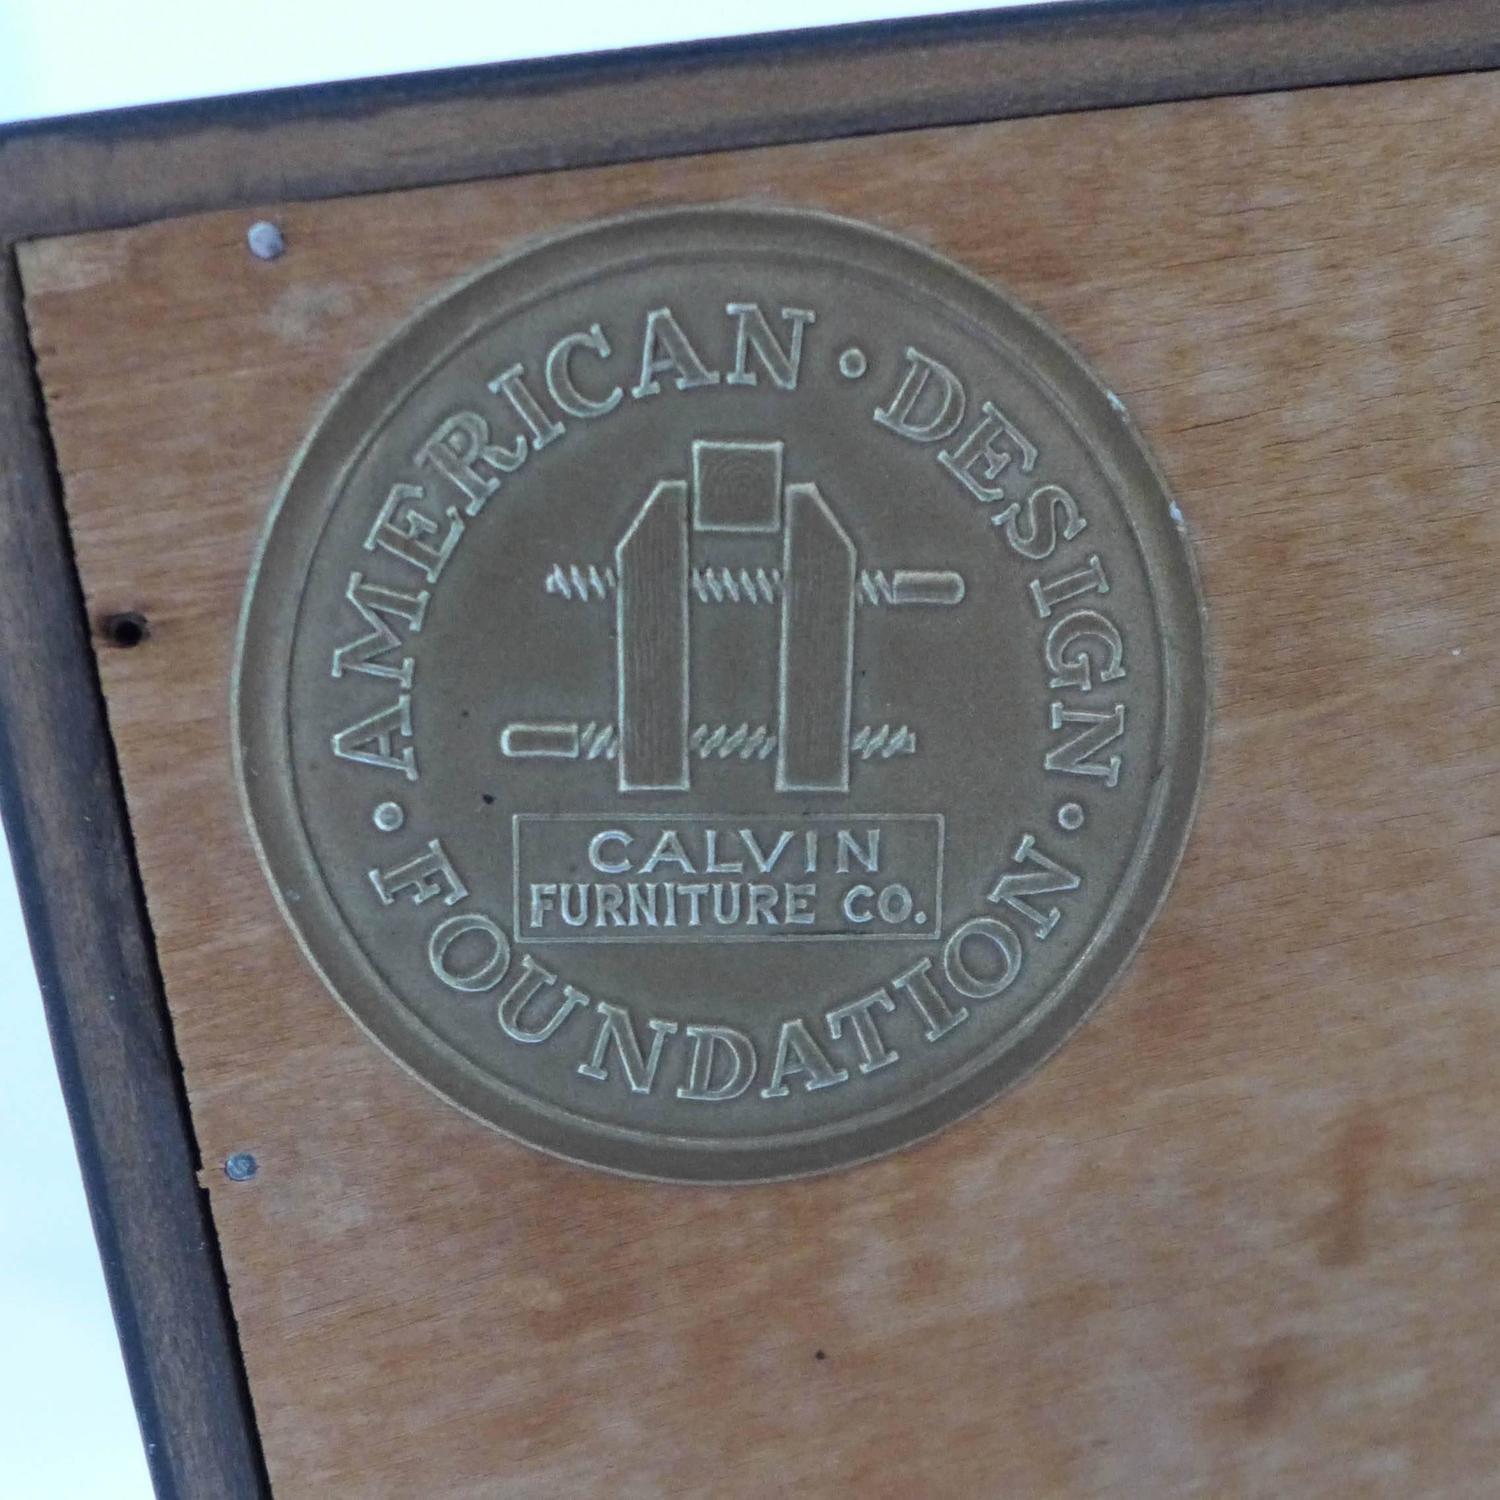 · AMERICAN · DESIGN ·
FOUNDATION
CALVIN
FURNITURE CO.